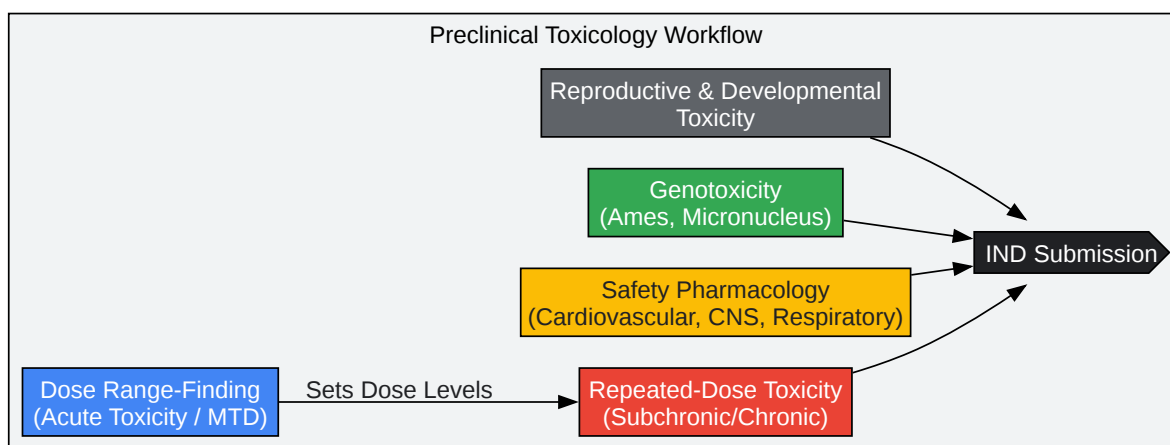 Preclinical Toxicology Workflow
Reproductive & Developmental
Toxicity
Genotoxicity
(Ames, Micronucleus)
IND Submission
Safety Pharmacology
(Cardiovascular, CNS, Respiratory)
Dose Range-Finding
(Acute Toxicity / MTD)
Sets Dose Levels
Repeated-Dose Toxicity
(Subchronic/Chronic)